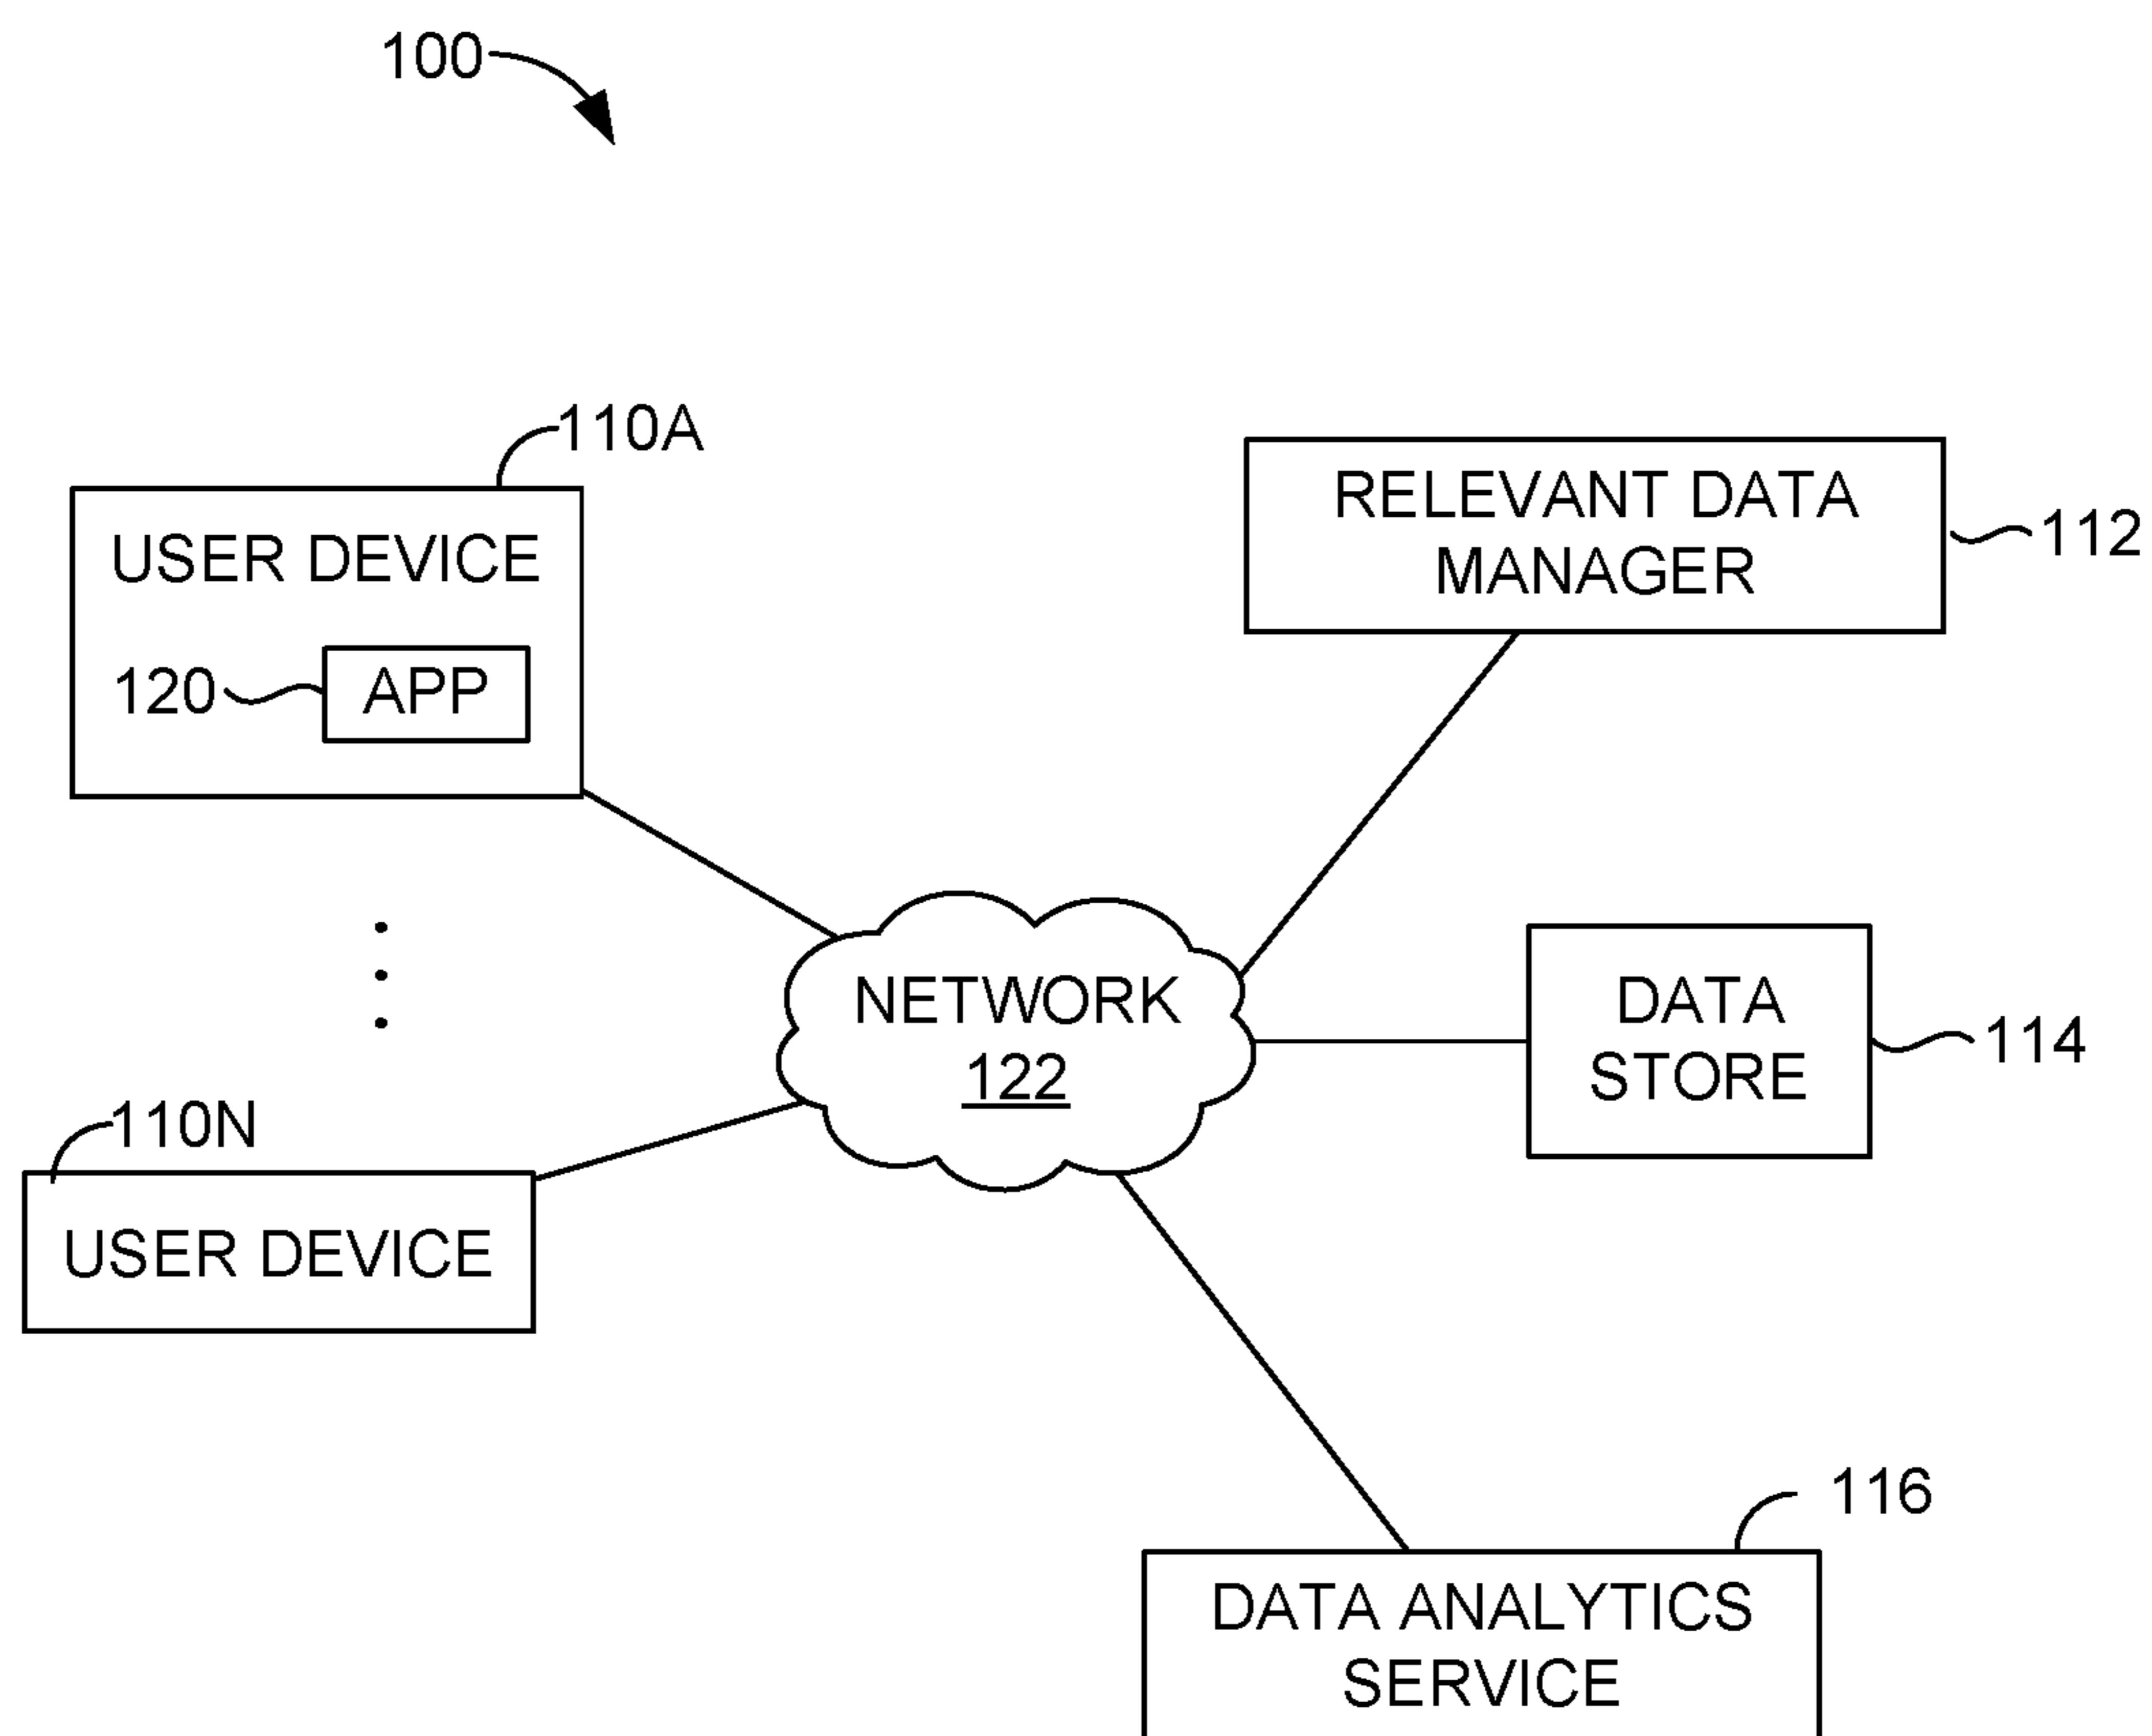 100
110A
USER DEVICE
120
APP
RELEVANT DATA
MANAGER
112
NETWORK
122
DATA
STORE
114
110N
USER DEVICE
116
DATA ANALYTICS
SERVICE